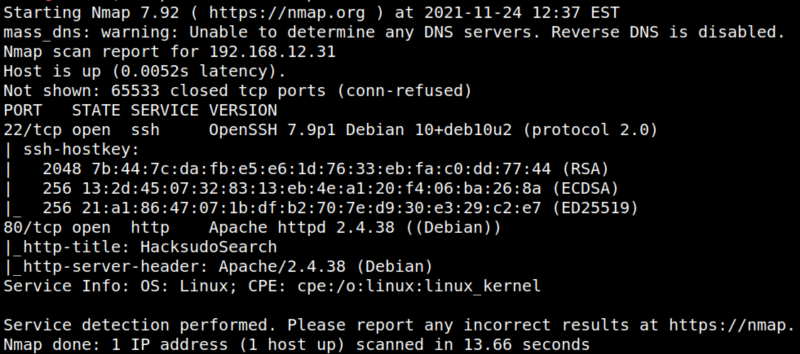 Starting Nmap 7.92 ( https://nmap.org ) at 2021-11-24 12:37 EST
mass_dns: warning: Unable to determine any DNS servers. Reverse DNS is disabled.
Nmap scan report for 192.168.12.31
Host is up (0.0052s latency).
Not shown: 65533 closed tcp ports (conn-refused)
PORT   STATE SERVICE VERSION
22/tcp open  ssh     OpenSSH 7.9p1 Debian 10+deb10u2 (protocol 2.0)
| ssh-hostkey:
|   2048 7b:44:7c:da:fb:e5:e6:1d:76:33:eb:fa:c0:dd:77:44 (RSA)
|   256 13:2d:45:07:32:83:13:eb:4e:a1:20:f4:06:ba:26:8a (ECDSA)
|_  256 21:a1:86:47:07:1b:df:b2:70:7e:d9:30:e3:29:c2:e7 (ED25519)
80/tcp open  http    Apache httpd 2.4.38 ((Debian))
|_http-title: HacksudoSearch
|_http-server-header: Apache/2.4.38 (Debian)
Service Info: OS: Linux; CPE: cpe:/o:linux:linux_kernel
Service detection performed. Please report any incorrect results at https://nmap.
Nmap done: 1 IP address (1 host up) scanned in 13.66 seconds